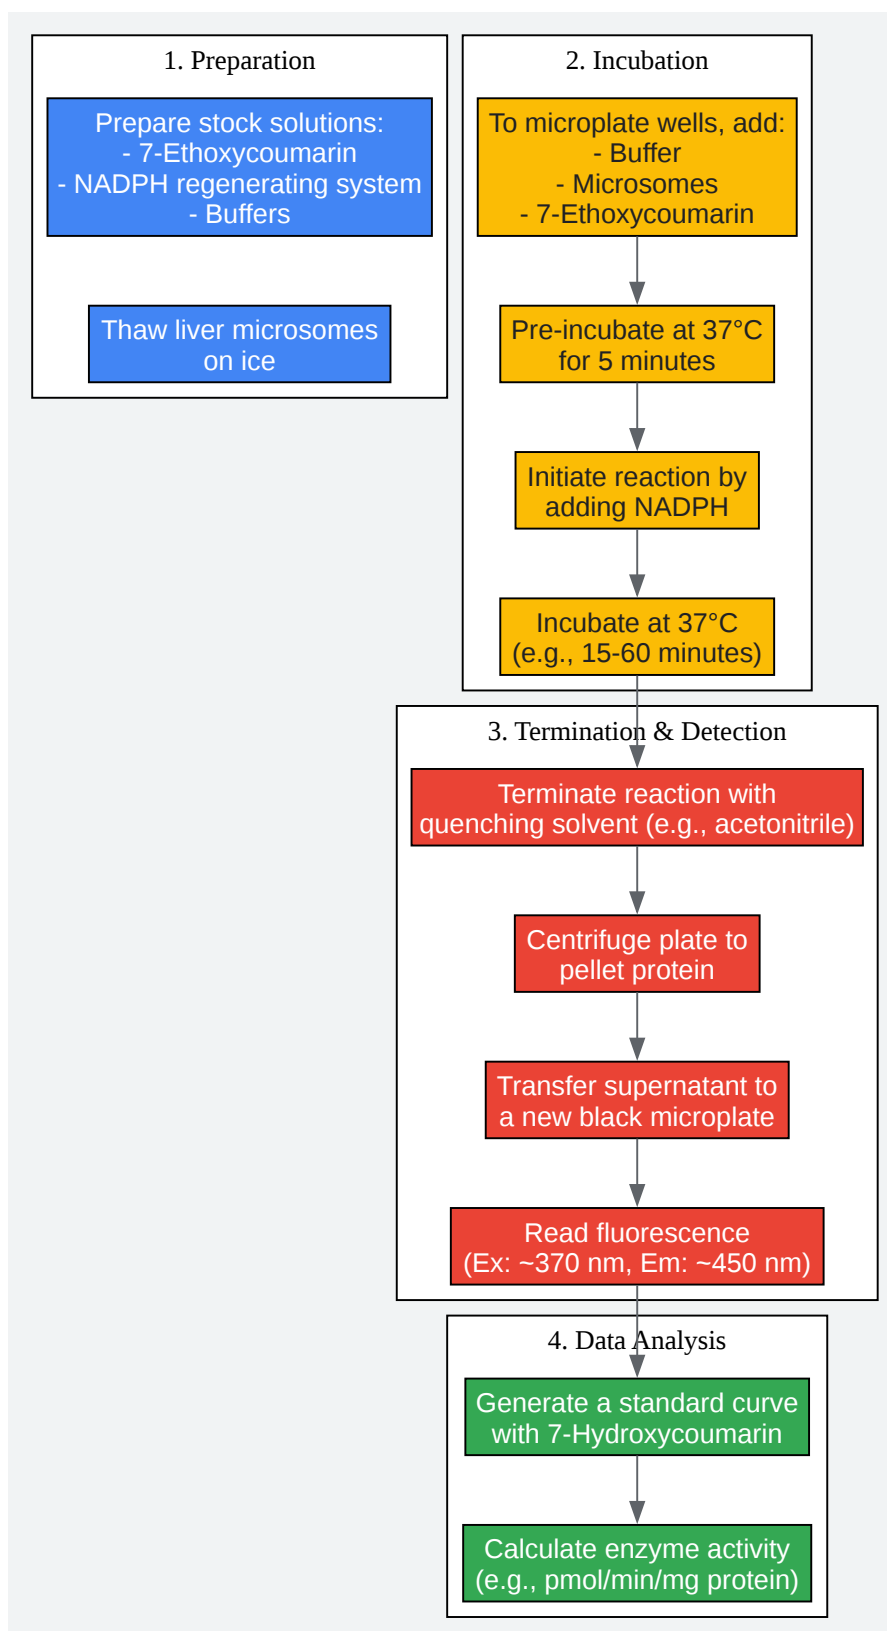 1. Preparation
Prepare stock solutions:
- 7-Ethoxycoumarin
- NADPH regenerating system
- Buffers
Thaw liver microsomes
on ice
2. Incubation
To microplate wells, add:
- Buffer
- Microsomes
- 7-Ethoxycoumarin
Pre-incubate at 37°C
for 5 minutes
Initiate reaction by
adding NADPH
Incubate at 37°C
(e.g., 15-60 minutes)
3. Termination & Detection
Terminate reaction with
quenching solvent (e.g., acetonitrile)
Centrifuge plate to
pellet protein
Transfer supernatant to
a new black microplate
Read fluorescence
(Ex: ~370 nm, Em: ~450 nm)
4. Data Analysis
Generate a standard curve
with 7-Hydroxycoumarin
Calculate enzyme activity
(e.g., pmol/min/mg protein)